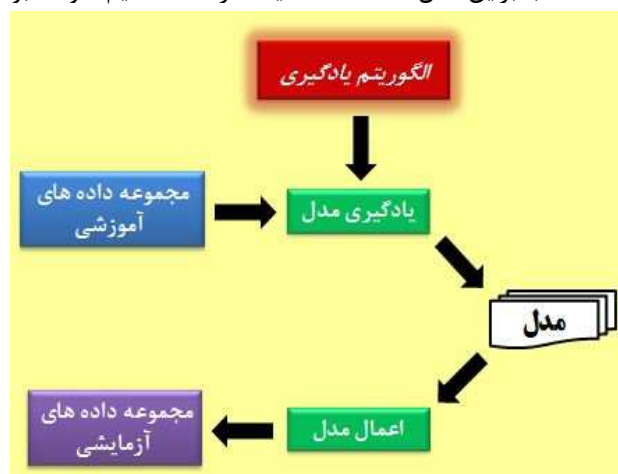 الگوریتم یادگیری
مجموعه داده های
آموزشی
یادگیری مدل
مدل
اعمال مدل
مجموعه داده های
آزمایشی